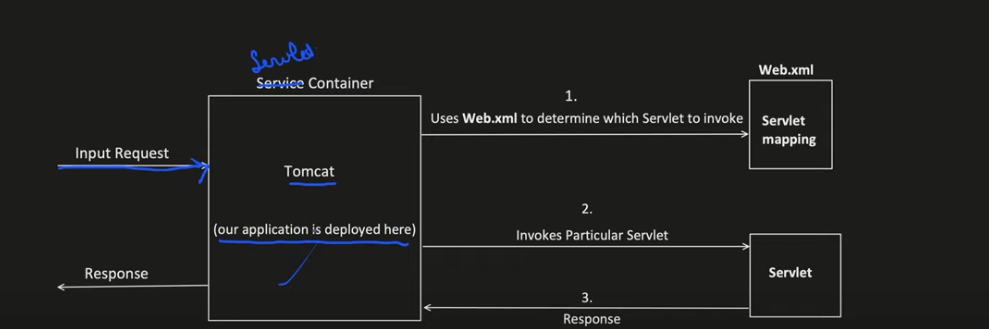 Servlet
Service Container
Web.xml
1.
Uses Web.xml to determine which Servlet to invoke
Servlet
mapping
Input Request
Tomcat
(our application is deployed here)
2.
Invokes Particular Servlet
Servlet
Response
3.
Response